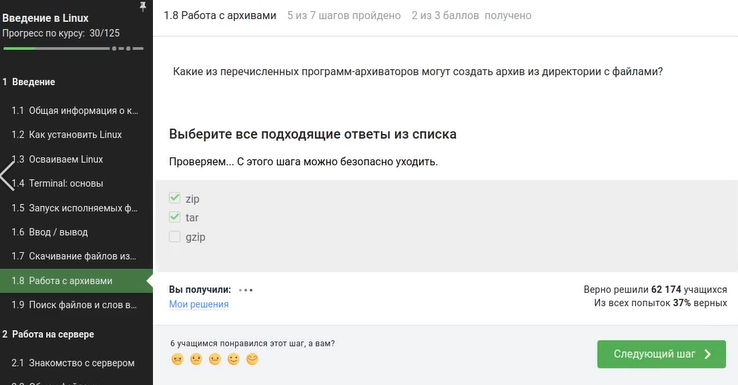 Введение в Linux
Прогресс по курсу: 30/125
1 Введение
1.1 Общая информация о к...
1.2 Как установить Linux
1.3 Осваиваем Linux
1.4 Terminal: основы
1.5 Запуск исполняемых ф...
1.6 Ввод / вывод
1.7 Скачивание файлов из...
1.8 Работа с архивами
1.9 Поиск файлов и слов в...
2 Работа на сервере
2.1 Знакомство с сервером
1.8 Работа с архивами 5 из 7 шагов пройдено 2 из 3 баллов получено
Какие из перечисленных программ-архиваторов могут создать архив из директории с файлами?
Выберите все подходящие ответы из списка
Проверяем... С этого шага можно безопасно уходить.
zip
tar
gzip
Вы получили:
Мои решения
Верно решили 62 174 учащихся
Из всех попыток 37% верных
6 учащимся понравился этот шаг, а вам?
Следующий шаг